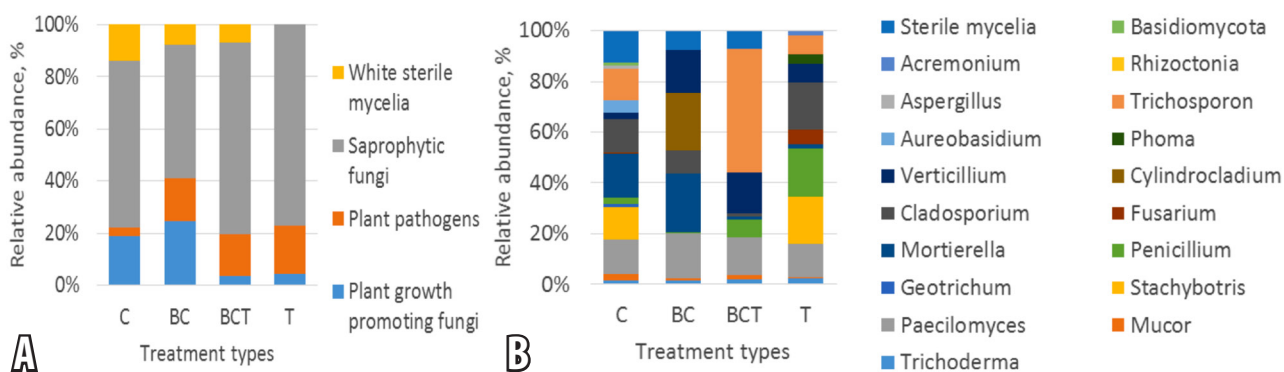 Relative abundance, %
100%
80%
60%
40%
20%
0%
C BC BCT T
Treatment types
A
White sterile
mycelia
Saprophytic
fungi
Plant pathogens
Plant growth
promoting fungi
Relative abundance, %
100%
80%
60%
40%
20%
0%
C BC BCT T
Treatment types
B
Sterile mycelia
Basidiomycota
Acremonium
Rhizoctonia
Aspergillus
Trichosporon
Aureobasidium
Phoma
Verticillium
Cylindrocladium
Cladosporium
Fusarium
Mortierella
Penicillium
Geotrichum
Stachybotris
Paecilomyces
Mucor
Trichoderma